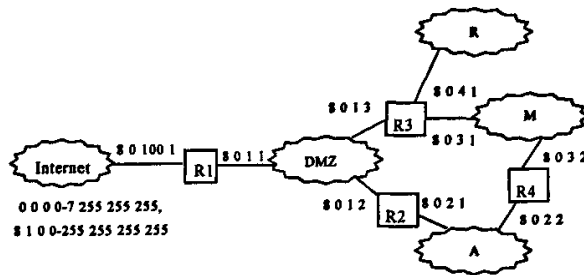 R
8 0 4 1
8 0 1 3
R3
M
8 0 3 1
8 0 100 1
8 0 1 1
Internet
R1
DMZ
8 0 3 2
R4
0 0 0 0-7 255 255 255,
8 0 1 2
8 0 2 1
8 0 2 2
8 1 0 0-255 255 255 255
R2
A